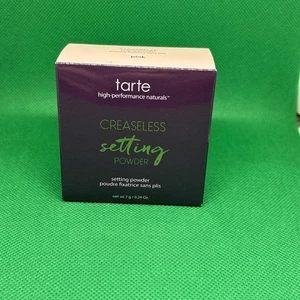 pink
tarte
high-performance naturals™
CREASELESS
setting
POWDER
setting powder
poudre fixatrice sans plis
net wt 7 g / 0.24 Oz